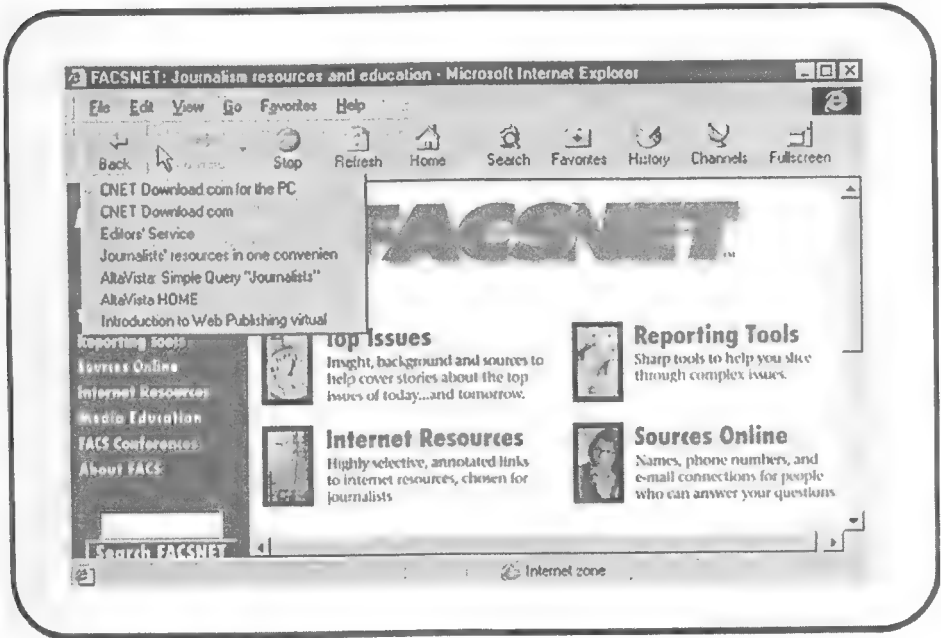 FACSNET: Journalism resources and education - Microsoft Internet Explorer
File Edit View Go Favorites Help
Back Stop Refresh Home Search Favorites History Channels Fullscreen
CNET Download.com for the PC
CNET Download.com
Editors' Service
Journalists' resources in one convenien
AltaVista: Simple Query "Journalists"
AltaVista HOME
Introduction to Web Publishing virtual
FACSNET
TM
Reporting Tools
Sources Online
Internet Resources
Media Education
FACS Conferences
About FACS
Search FACSNET
Top Issues
Insight, background and sources to
help cover stories about the top
issues of today...and tomorrow.
Reporting Tools
Sharp tools to help you slice
through complex issues.
Internet Resources
Highly selective, annotated links
to internet resources, chosen for
journalists
Sources Online
Names, phone numbers, and
e-mail connections for people
who can answer your questions
Internet zone